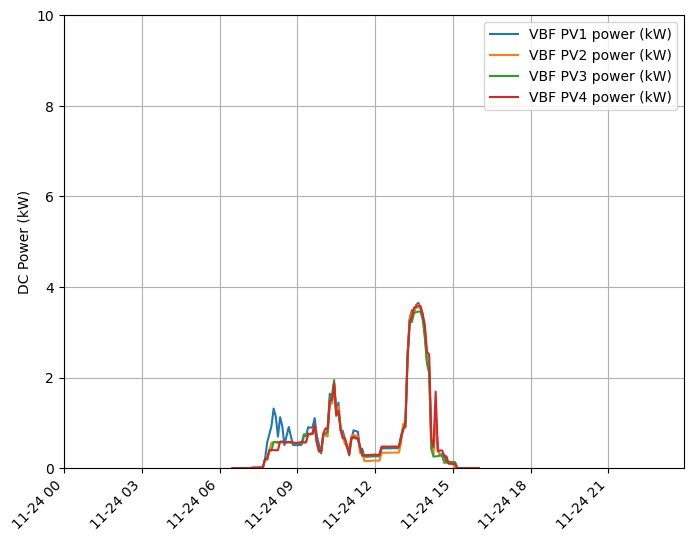 10
8
6
4
2
0
DC Power (kW)
VBF PV1 power (kW)
VBF PV2 power (kW)
VBF PV3 power (kW)
VBF PV4 power (kW)
11-24 00
11-24 03
11-24 06
11-24 09
11-24 12
11-24 15
11-24 18
11-24 21